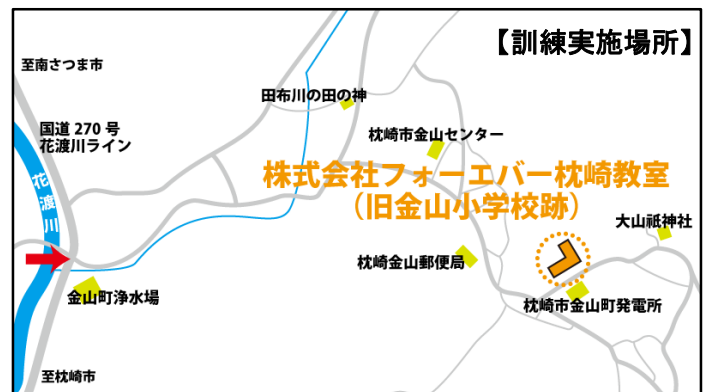 【訓練実施場所】
至南さつま市
田布川の田の神
国道 270 号
花渡川ライン
枕崎市金山センター
株式会社フォーエバー枕崎教室
（旧金山小学校跡）
花渡川
大山祇神社
枕崎金山郵便局
金山町浄水場
枕崎市金山町発電所
至枕崎市